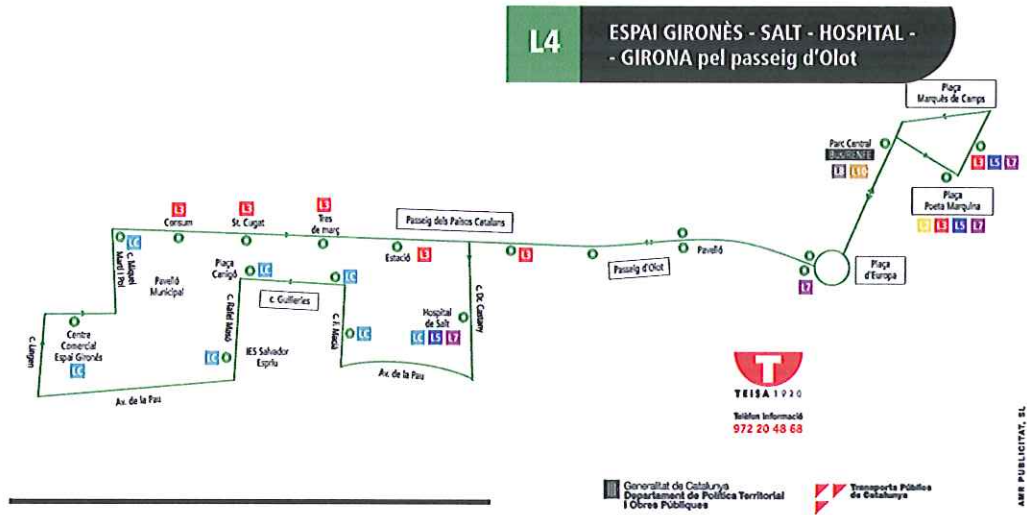 L4
ESPAI GIRONÈS - SALT - HOSPITAL -
- GIRONA pel passeig d'Olot
Plaça
Marquès de Camps
Parc Central
BUS/RENFE
L8 L10
L3 L5 L7
Plaça
Poeta Marquina
L3 L5 L7
L3
Consum
L3
St. Cugat
L3
Tres
de març
Passeig dels Països Catalans
Estació
L3
L3
Passeig d'Olot
Pavelló
Plaça
d'Europa
L7
LC
c. Miquel
Martí i Pol
Pavelló
Municipal
Plaça
Canigó
LC
LC
c. Guilleries
c. Rafel Masó
LC
IES Salvador
Espriu
c. F. Macià
LC
Hospital
de Salt
LC L5 L7
c. Dr. Castany
Centre
Comercial
Espai Gironès
LC
Av. de la Pau
Av. de la Pau
T
TEISA 1920
Telèfon Informació
972 20 48 68
Generalitat de Catalunya
Departament de Política Territorial
i Obres Públiques
Transports Públics
de Catalunya
AMR PUBLICITAT, SL